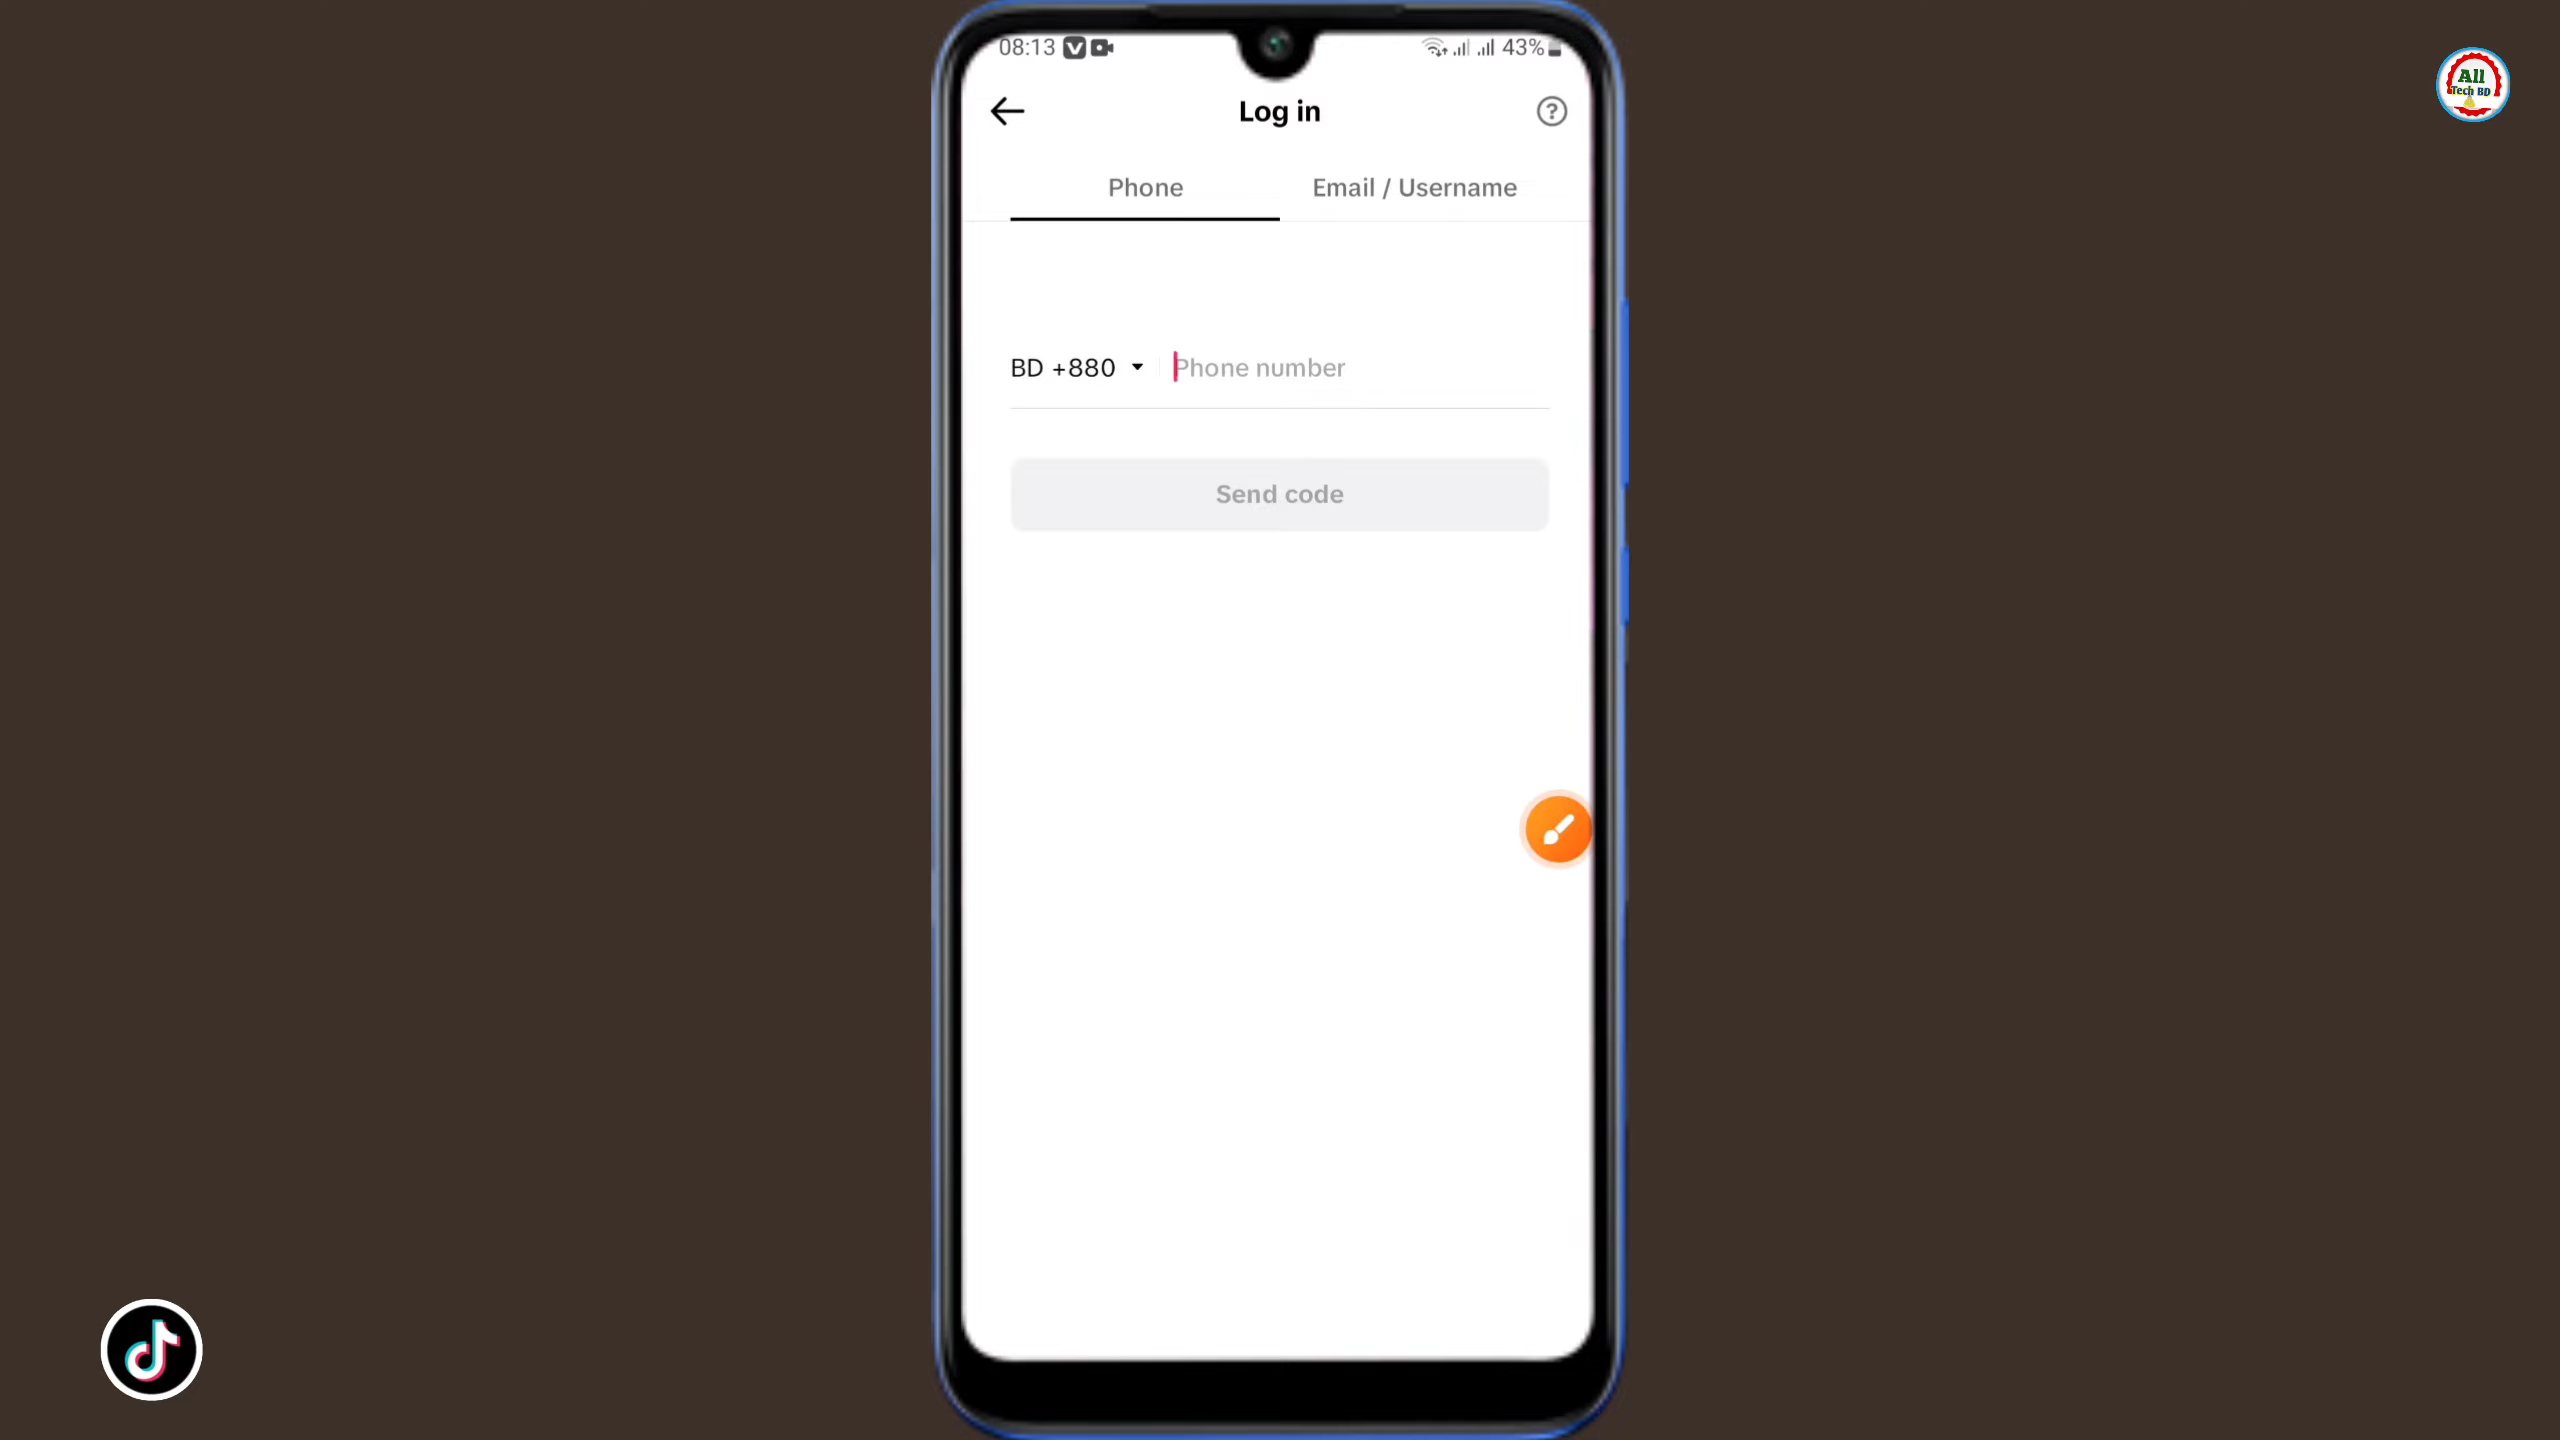 08:13
43%
All
Tech BD
Log in
Phone
Email / Username
BD +880
Phone number
Send code